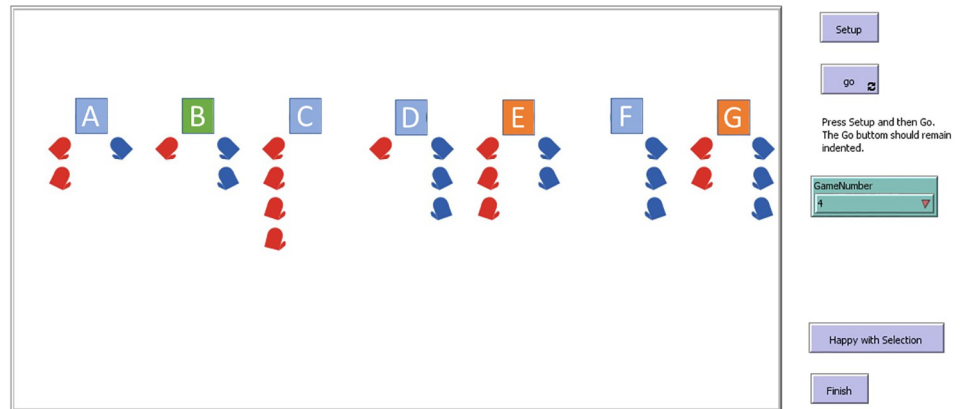 Setup
go
Press Setup and then Go.
The Go buttom should remain
indented.
GameNumber
4
A B C D E F G
Happy with Selection
Finish